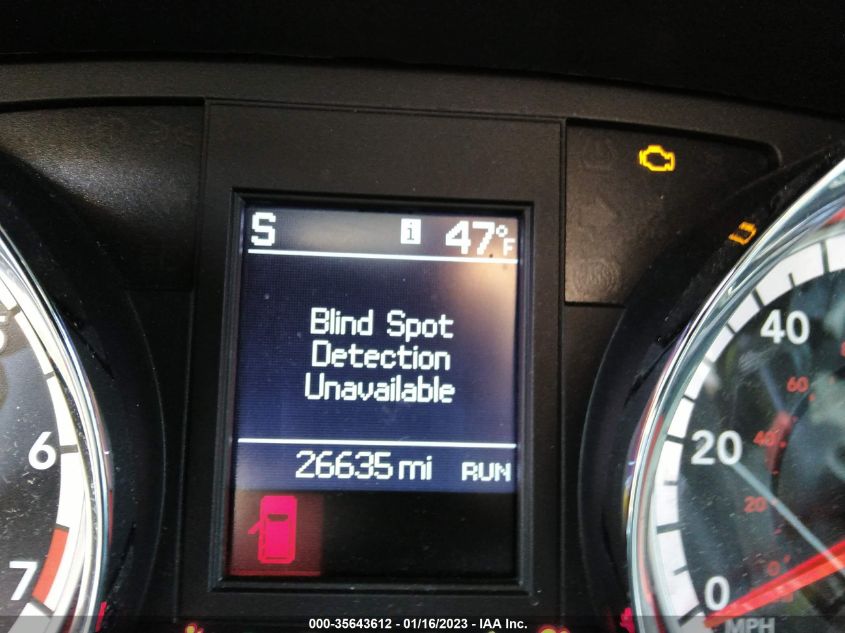 S i 47°F
Blind Spot
Detection
Unavailable
26635 mi RUN
6
7
40
60
40
20
20
0
0
MPH
000-35643612 - 01/16/2023 - IAA Inc.